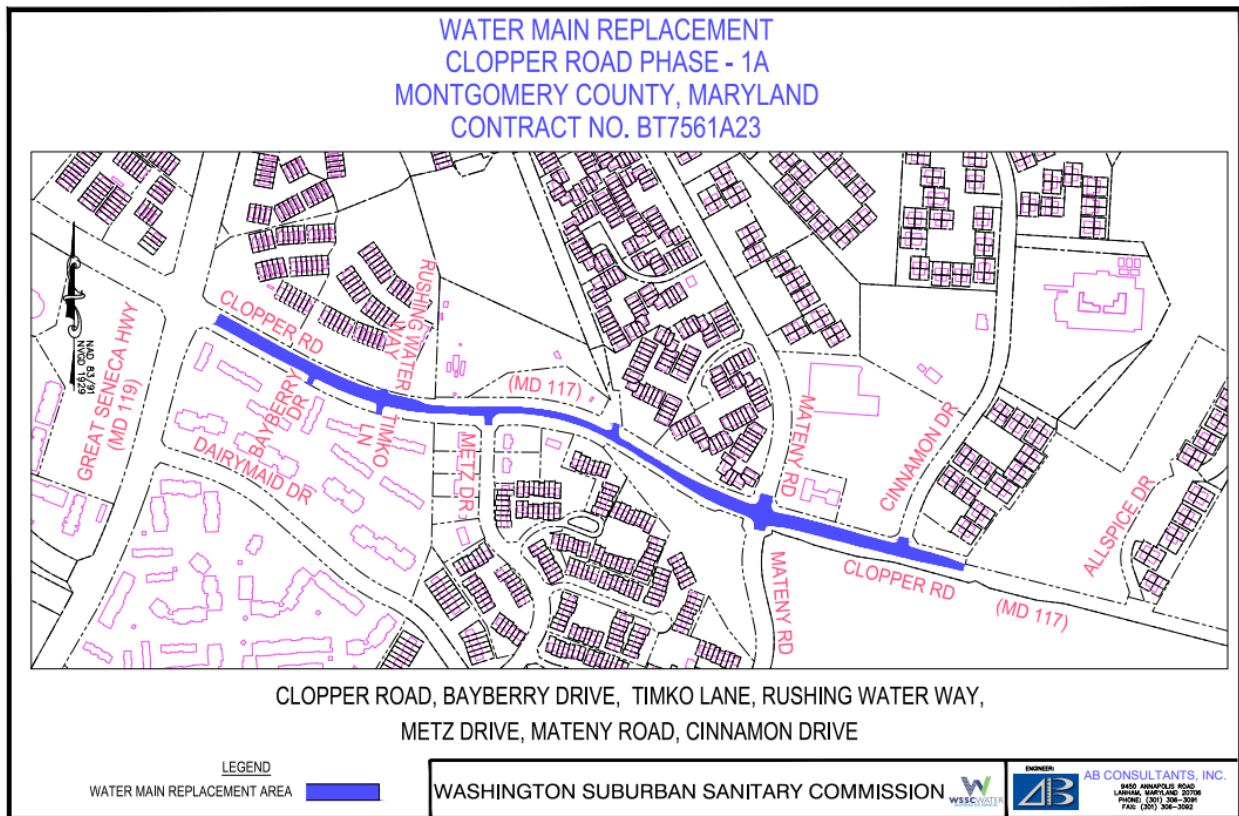 WATER MAIN REPLACEMENT
CLOPPER ROAD PHASE - 1A
MONTGOMERY COUNTY, MARYLAND
CONTRACT NO. BT7561A23
NAD 83/91
NVGD 1929
GREAT SENECA HWY
(MD 119)
CLOPPER RD
RUSHING WATER
WAY
BAYBERRY
DR
DAIRYMAID DR
TIMKO
LN
METZ DR
(MD 117)
MATENY RD
CINNAMON DR
ALLSPICE DR
MATENY RD
CLOPPER RD
(MD 117)
CLOPPER ROAD, BAYBERRY DRIVE, TIMKO LANE, RUSHING WATER WAY,
METZ DRIVE, MATENY ROAD, CINNAMON DRIVE
LEGEND
WATER MAIN REPLACEMENT AREA
WASHINGTON SUBURBAN SANITARY COMMISSION
WSSCWATER
ENGINEER:
AB
AB CONSULTANTS, INC.
9450 ANNAPOLIS ROAD
LANHAM, MARYLAND 20706
PHONE: (301) 306-3091
FAX: (301) 306-3092